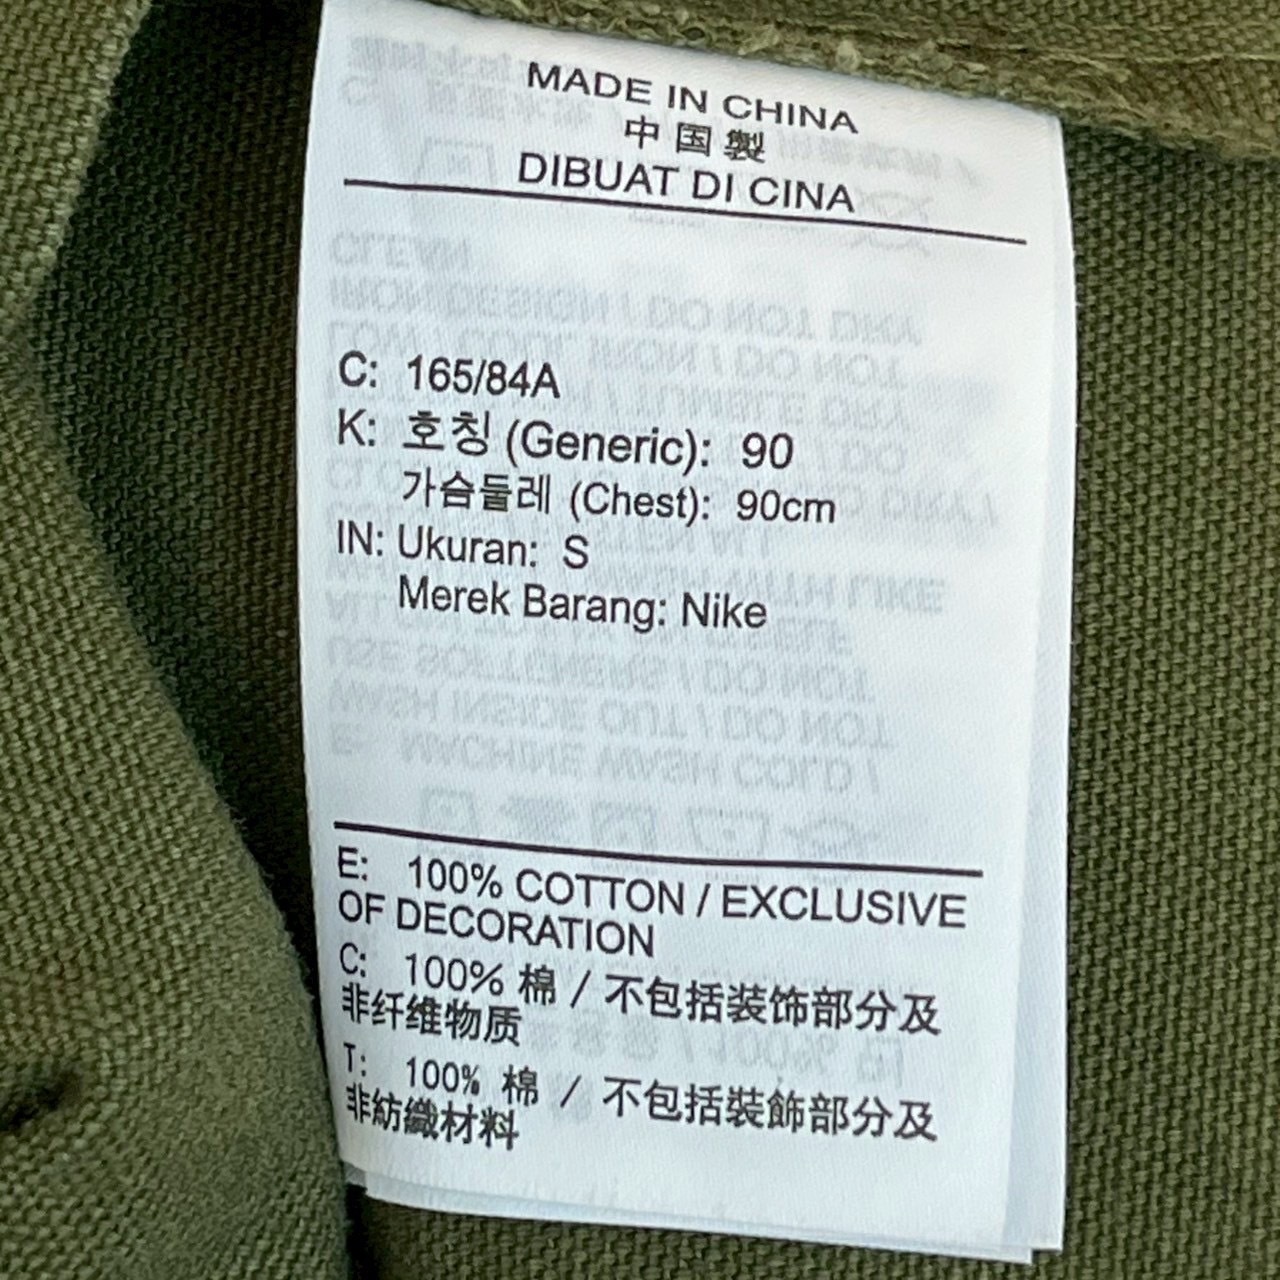 MADE IN CHINA
中国製
DIBUAT DI CINA
C: 165/84A
K: 호칭 (Generic): 90
가슴둘레 (Chest): 90cm
IN: Ukuran: S
Merek Barang: Nike
E: 100% COTTON / EXCLUSIVE
OF DECORATION
C: 100% 棉 / 不包括装饰部分及
非纤维物质
T: 100% 棉 / 不包括裝飾部分及
非紡織材料